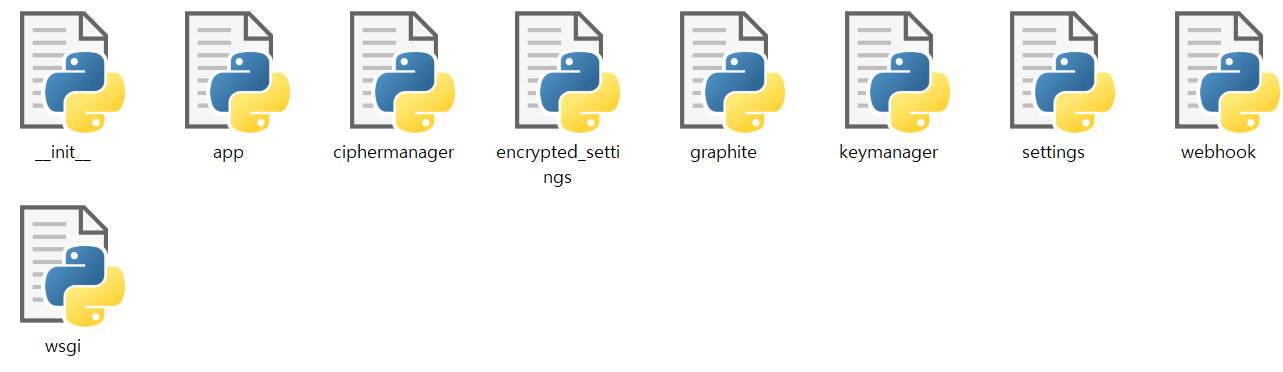 __init__
app
ciphermanager
encrypted_setti
ngs
graphite
keymanager
settings
webhook
wsgi